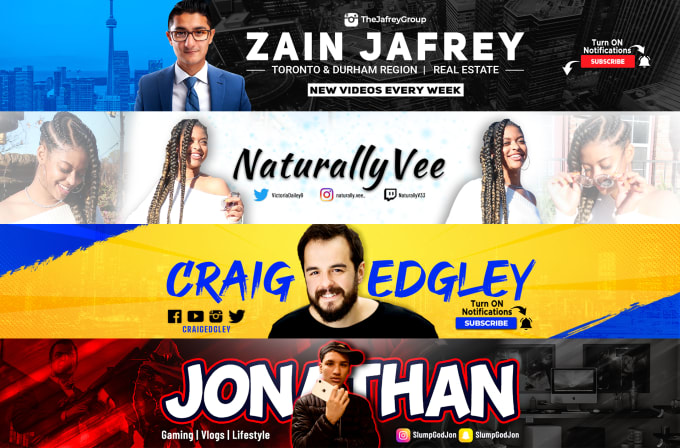 TheJafreyGroup
ZAIN JAFREY
TORONTO & DURHAM REGION | REAL ESTATE
NEW VIDEOS EVERY WEEK
Turn ON
Notifications
SUBSCRIBE
NaturallyVee
VictoriaDailey6
naturally.vee_
NaturallyV33
CRAIG EDGLEY
CRAIGEDGLEY
Turn ON
Notifications
SUBSCRIBE
JONATHAN
Gaming | Vlogs | Lifestyle
SlumpGodJon
SlumpGodJon